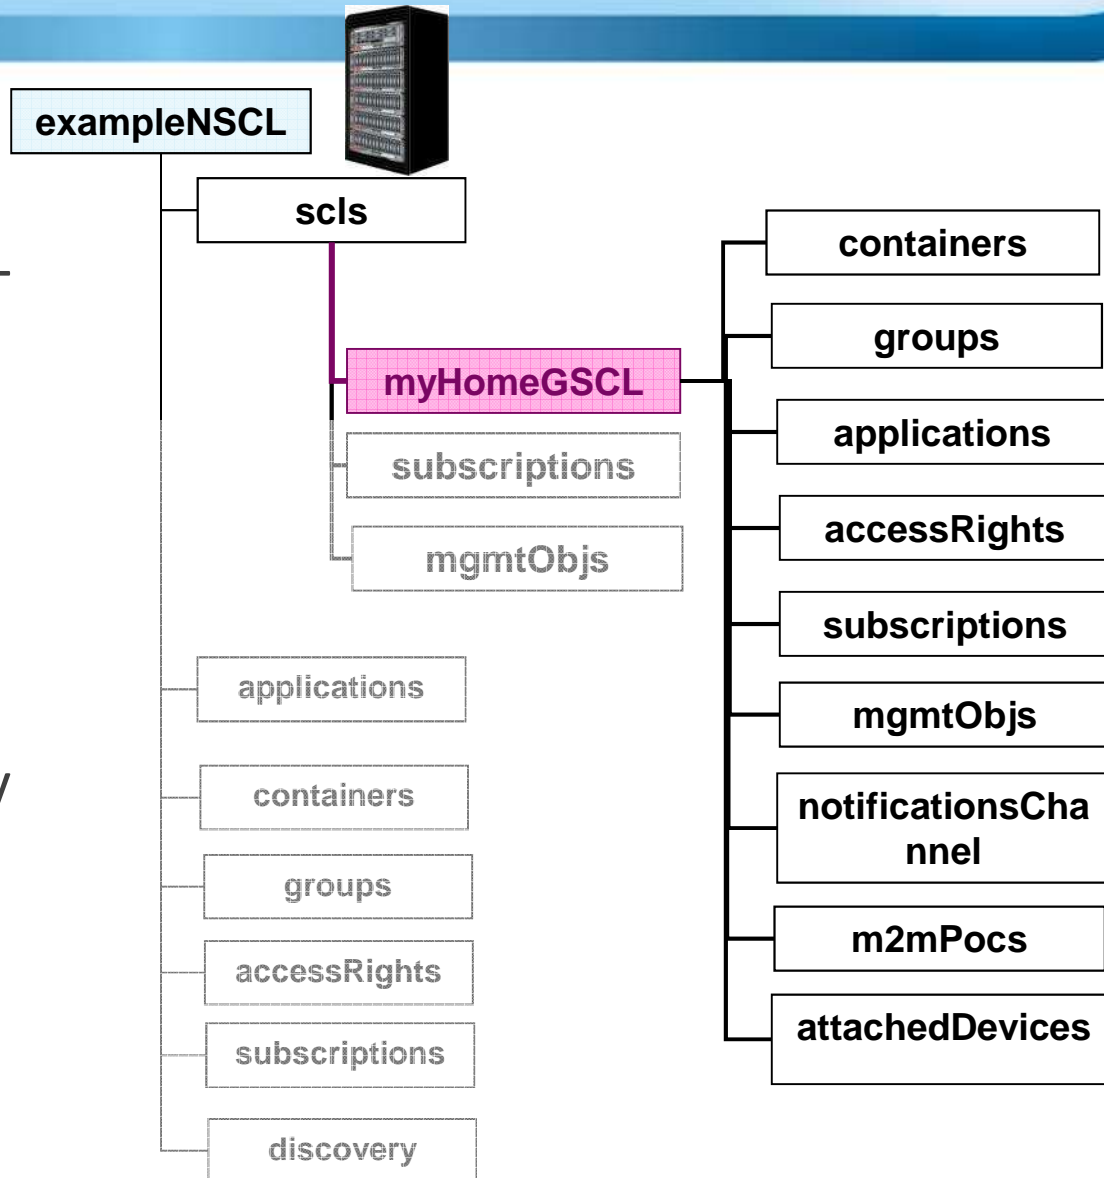 exampleNSCL
scls
myHomeGSCL
subscriptions
mgmtObjs
applications
containers
groups
accessRights
subscriptions
discovery
containers
groups
applications
accessRights
subscriptions
mgmtObjs
notificationsCha
nnel
m2mPocs
attachedDevices